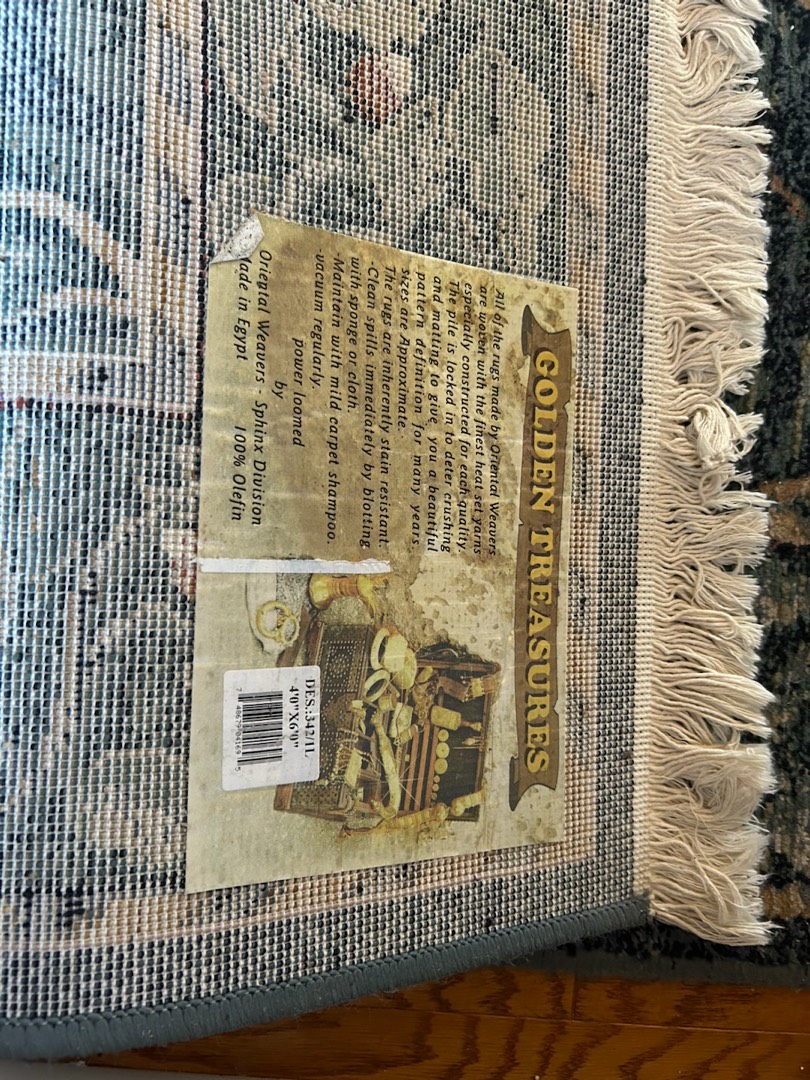 GOLDEN TREASURES
All of the rugs made by Oriental Weavers
are woven with the finest heat set yarns
especially constructed for each quality.
The pile is locked in to deter crushing
and matting to give you a beautiful
pattern definition for many years.
Sizes are Approximate.
The rugs are inherently stain resistant.
-Clean spills immediately by blotting
with sponge or cloth.
-Maintain with mild carpet shampoo.
-vacuum regularly.
power loomed
by
Oriental Weavers - Sphinx Division
Made in Egypt 100% Olefin
DES.:342/1L
4'0"X6'0"